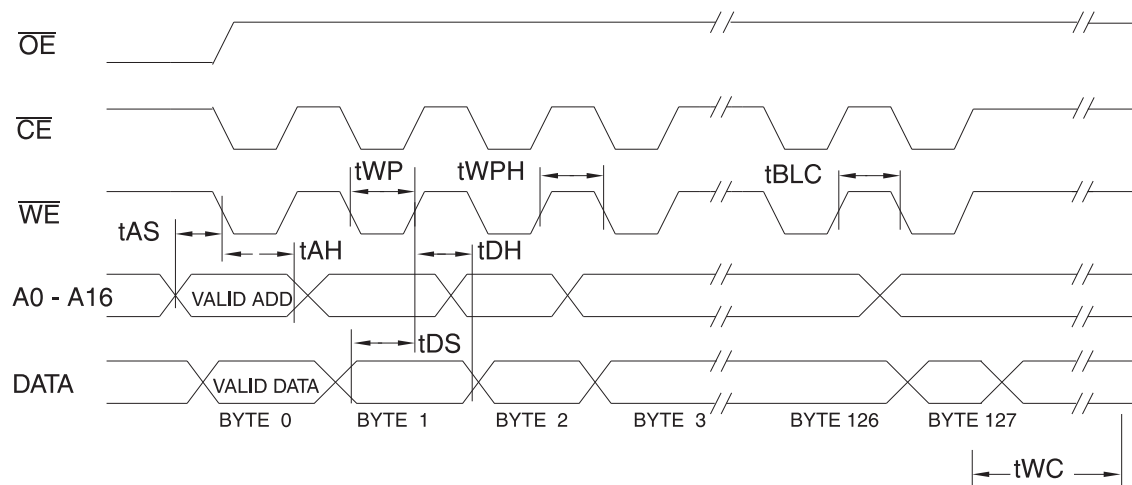 OE
CE
tWP
tWPH
tBLC
WE
tAS
tAH
tDH
A0 - A16
VALID ADD
tDS
DATA
VALID DATA
BYTE 0
BYTE 1
BYTE 2
BYTE 3
BYTE 126
BYTE 127
tWC